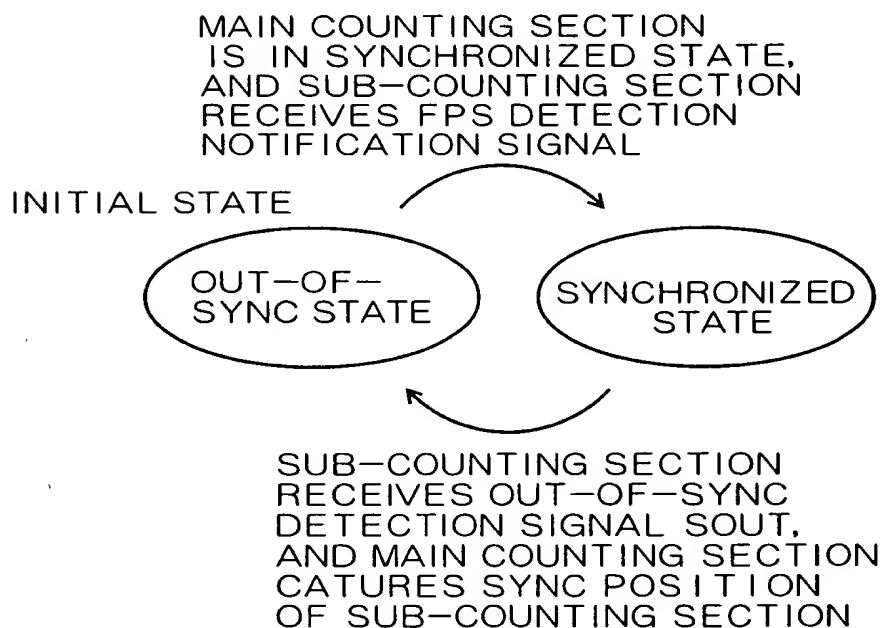 MAIN COUNTING SECTION
IS IN SYNCHRONIZED STATE,
AND SUB-COUNTING SECTION
RECEIVES FPS DETECTION
NOTIFICATION SIGNAL
INITIAL STATE
OUT-OF-
SYNC STATE
SYNCHRONIZED
STATE
SUB-COUNTING SECTION
RECEIVES OUT-OF-SYNC
DETECTION SIGNAL SOUT,
AND MAIN COUNTING SECTION
CATURES SYNC POSITION
OF SUB-COUNTING SECTION